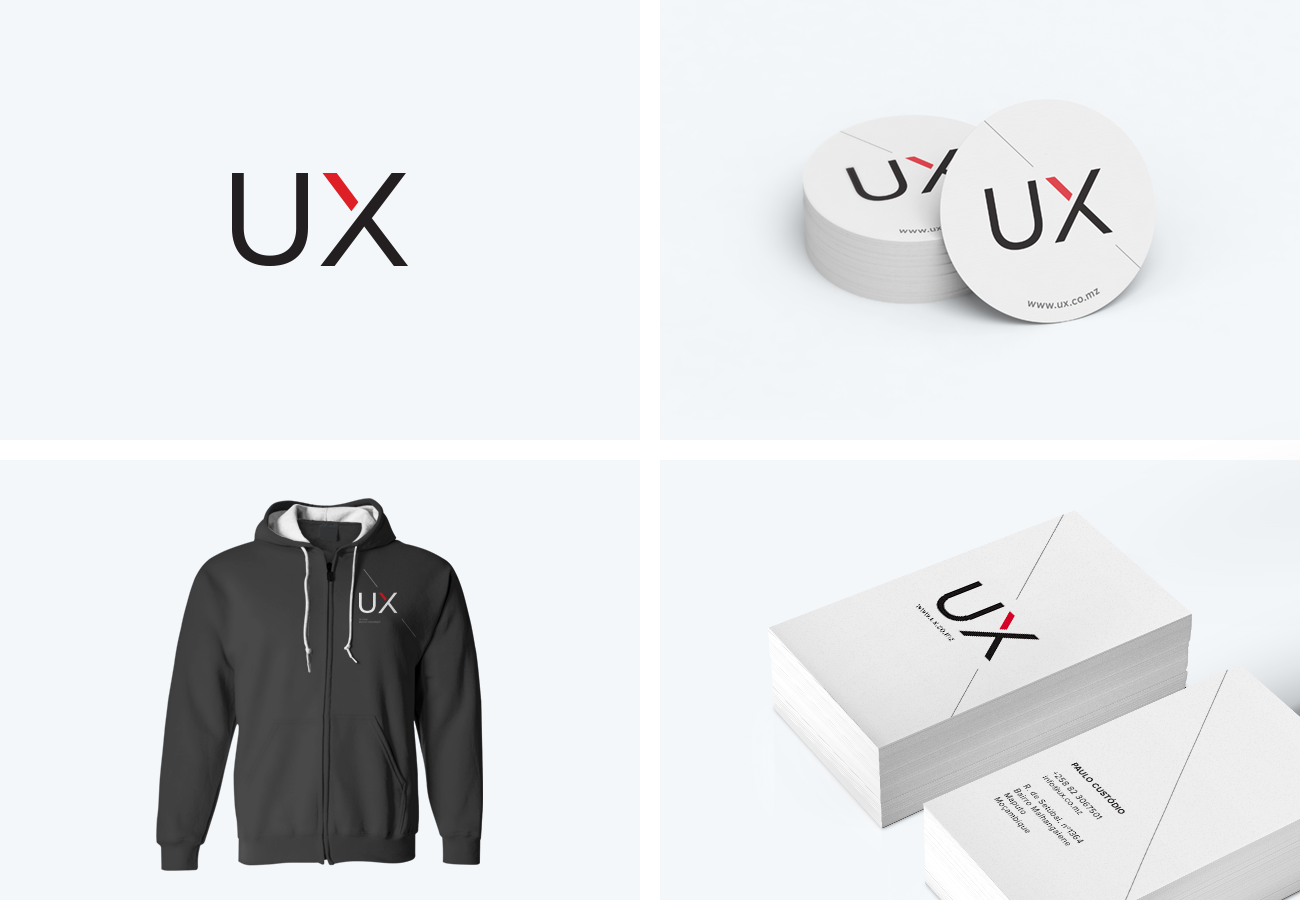 UX
UX
www.ux
UX
www.ux.co.mz
UX
UX
www.ux.co.mz
PAULO CUSTÓDIO
+258 82 3067501
info@ux.co.mz
R. de Setúbal, nº1364
Bairro Malhangalene
Maputo
Moçambique